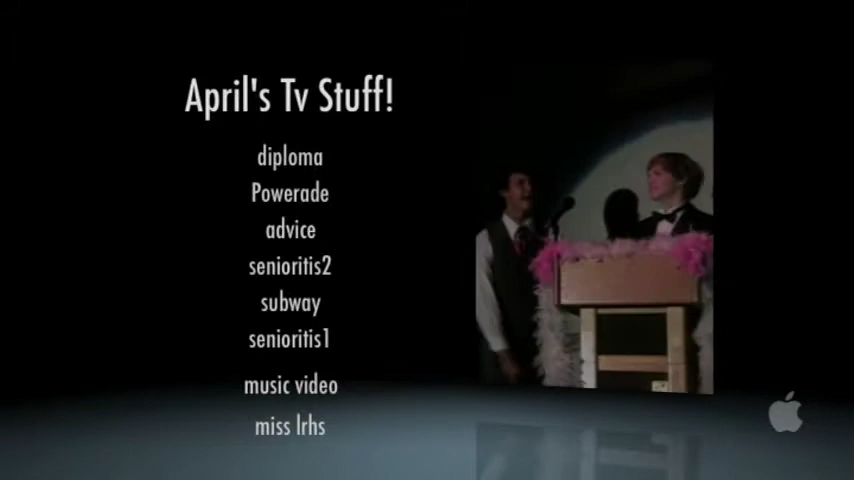 April's Tv Stuff!
diploma
Powerade
advice
senioritis2
subway
senioritis1
music video
miss lrhs